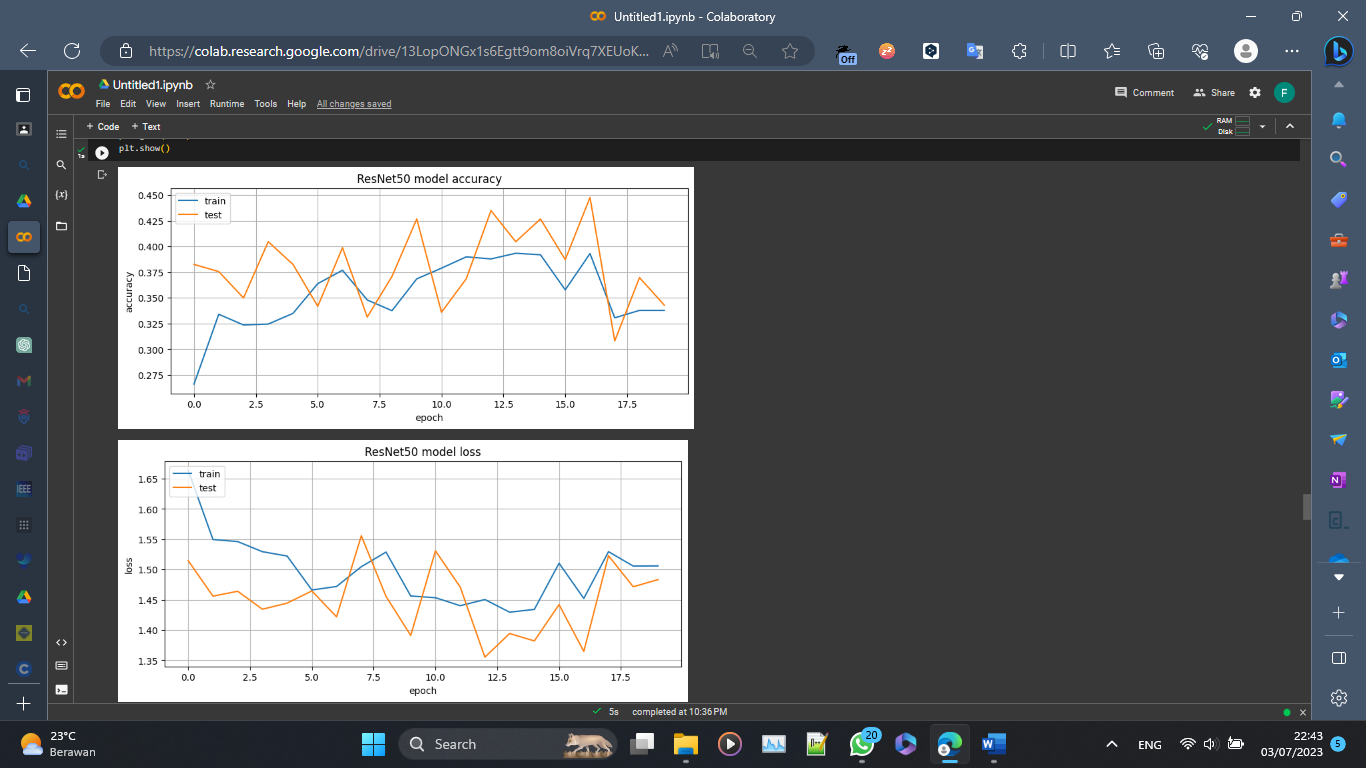 Untitled1.ipynb - Colaboratory
https://colab.research.google.com/drive/13LopONGx1s6Egtt9om8oiVrq7XEUoK...
Off
Untitled1.ipynb
File Edit View Insert Runtime Tools Help All changes saved
Comment Share F
+ Code + Text
RAM
Disk
1s
plt.show()
ResNet50 model accuracy
train
test
0.450
0.425
0.400
0.375
0.350
0.325
0.300
0.275
accuracy
0.0 2.5 5.0 7.5 10.0 12.5 15.0 17.5
epoch
ResNet50 model loss
train
test
1.65
1.60
1.55
1.50
1.45
1.40
1.35
loss
0.0 2.5 5.0 7.5 10.0 12.5 15.0 17.5
epoch
{x}
IEEE
5s completed at 10:36 PM
23°C
Berawan
Search
20
ENG
22:43
03/07/2023
5